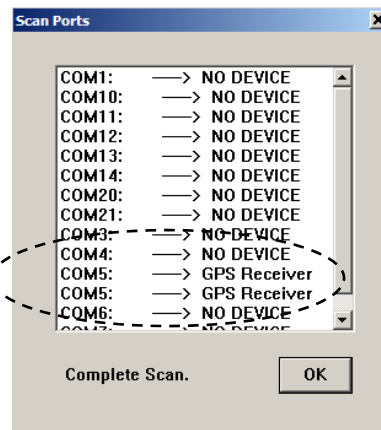 Scan Ports
COM1: ---> NO DEVICE
COM10: ---> NO DEVICE
COM11: ---> NO DEVICE
COM12: ---> NO DEVICE
COM13: ---> NO DEVICE
COM14: ---> NO DEVICE
COM20: ---> NO DEVICE
COM21: ---> NO DEVICE
COM3: ---> NO DEVICE
COM4: ---> NO DEVICE
COM5: ---> GPS Receiver
COM5: ---> GPS Receiver
COM6: ---> NO DEVICE
Complete Scan.
OK